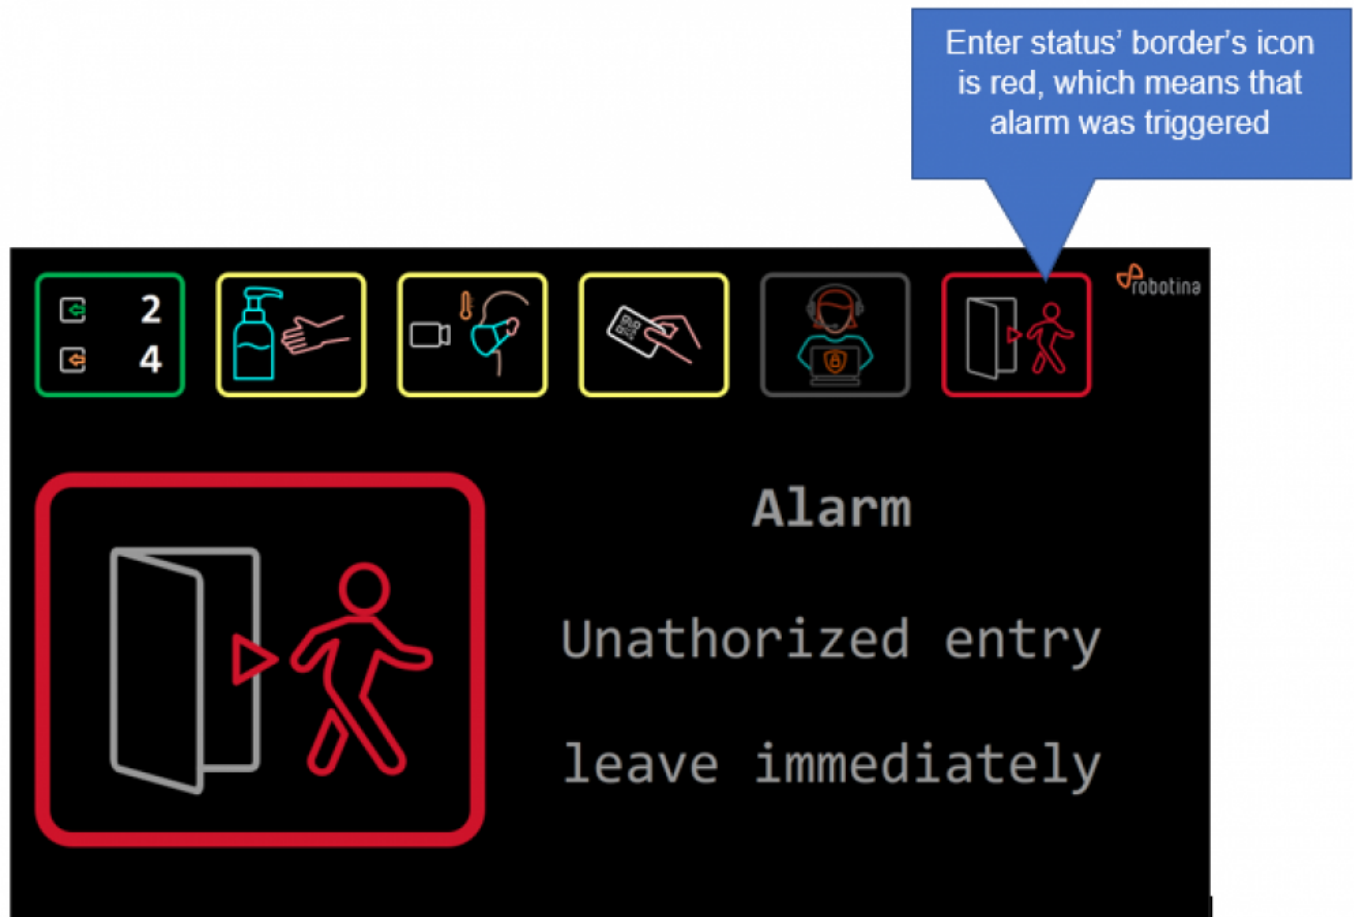 Enter status’ border’s icon
is red, which means that
alarm was triggered
2
4
robotina
Alarm
Unathorized entry
leave immediately